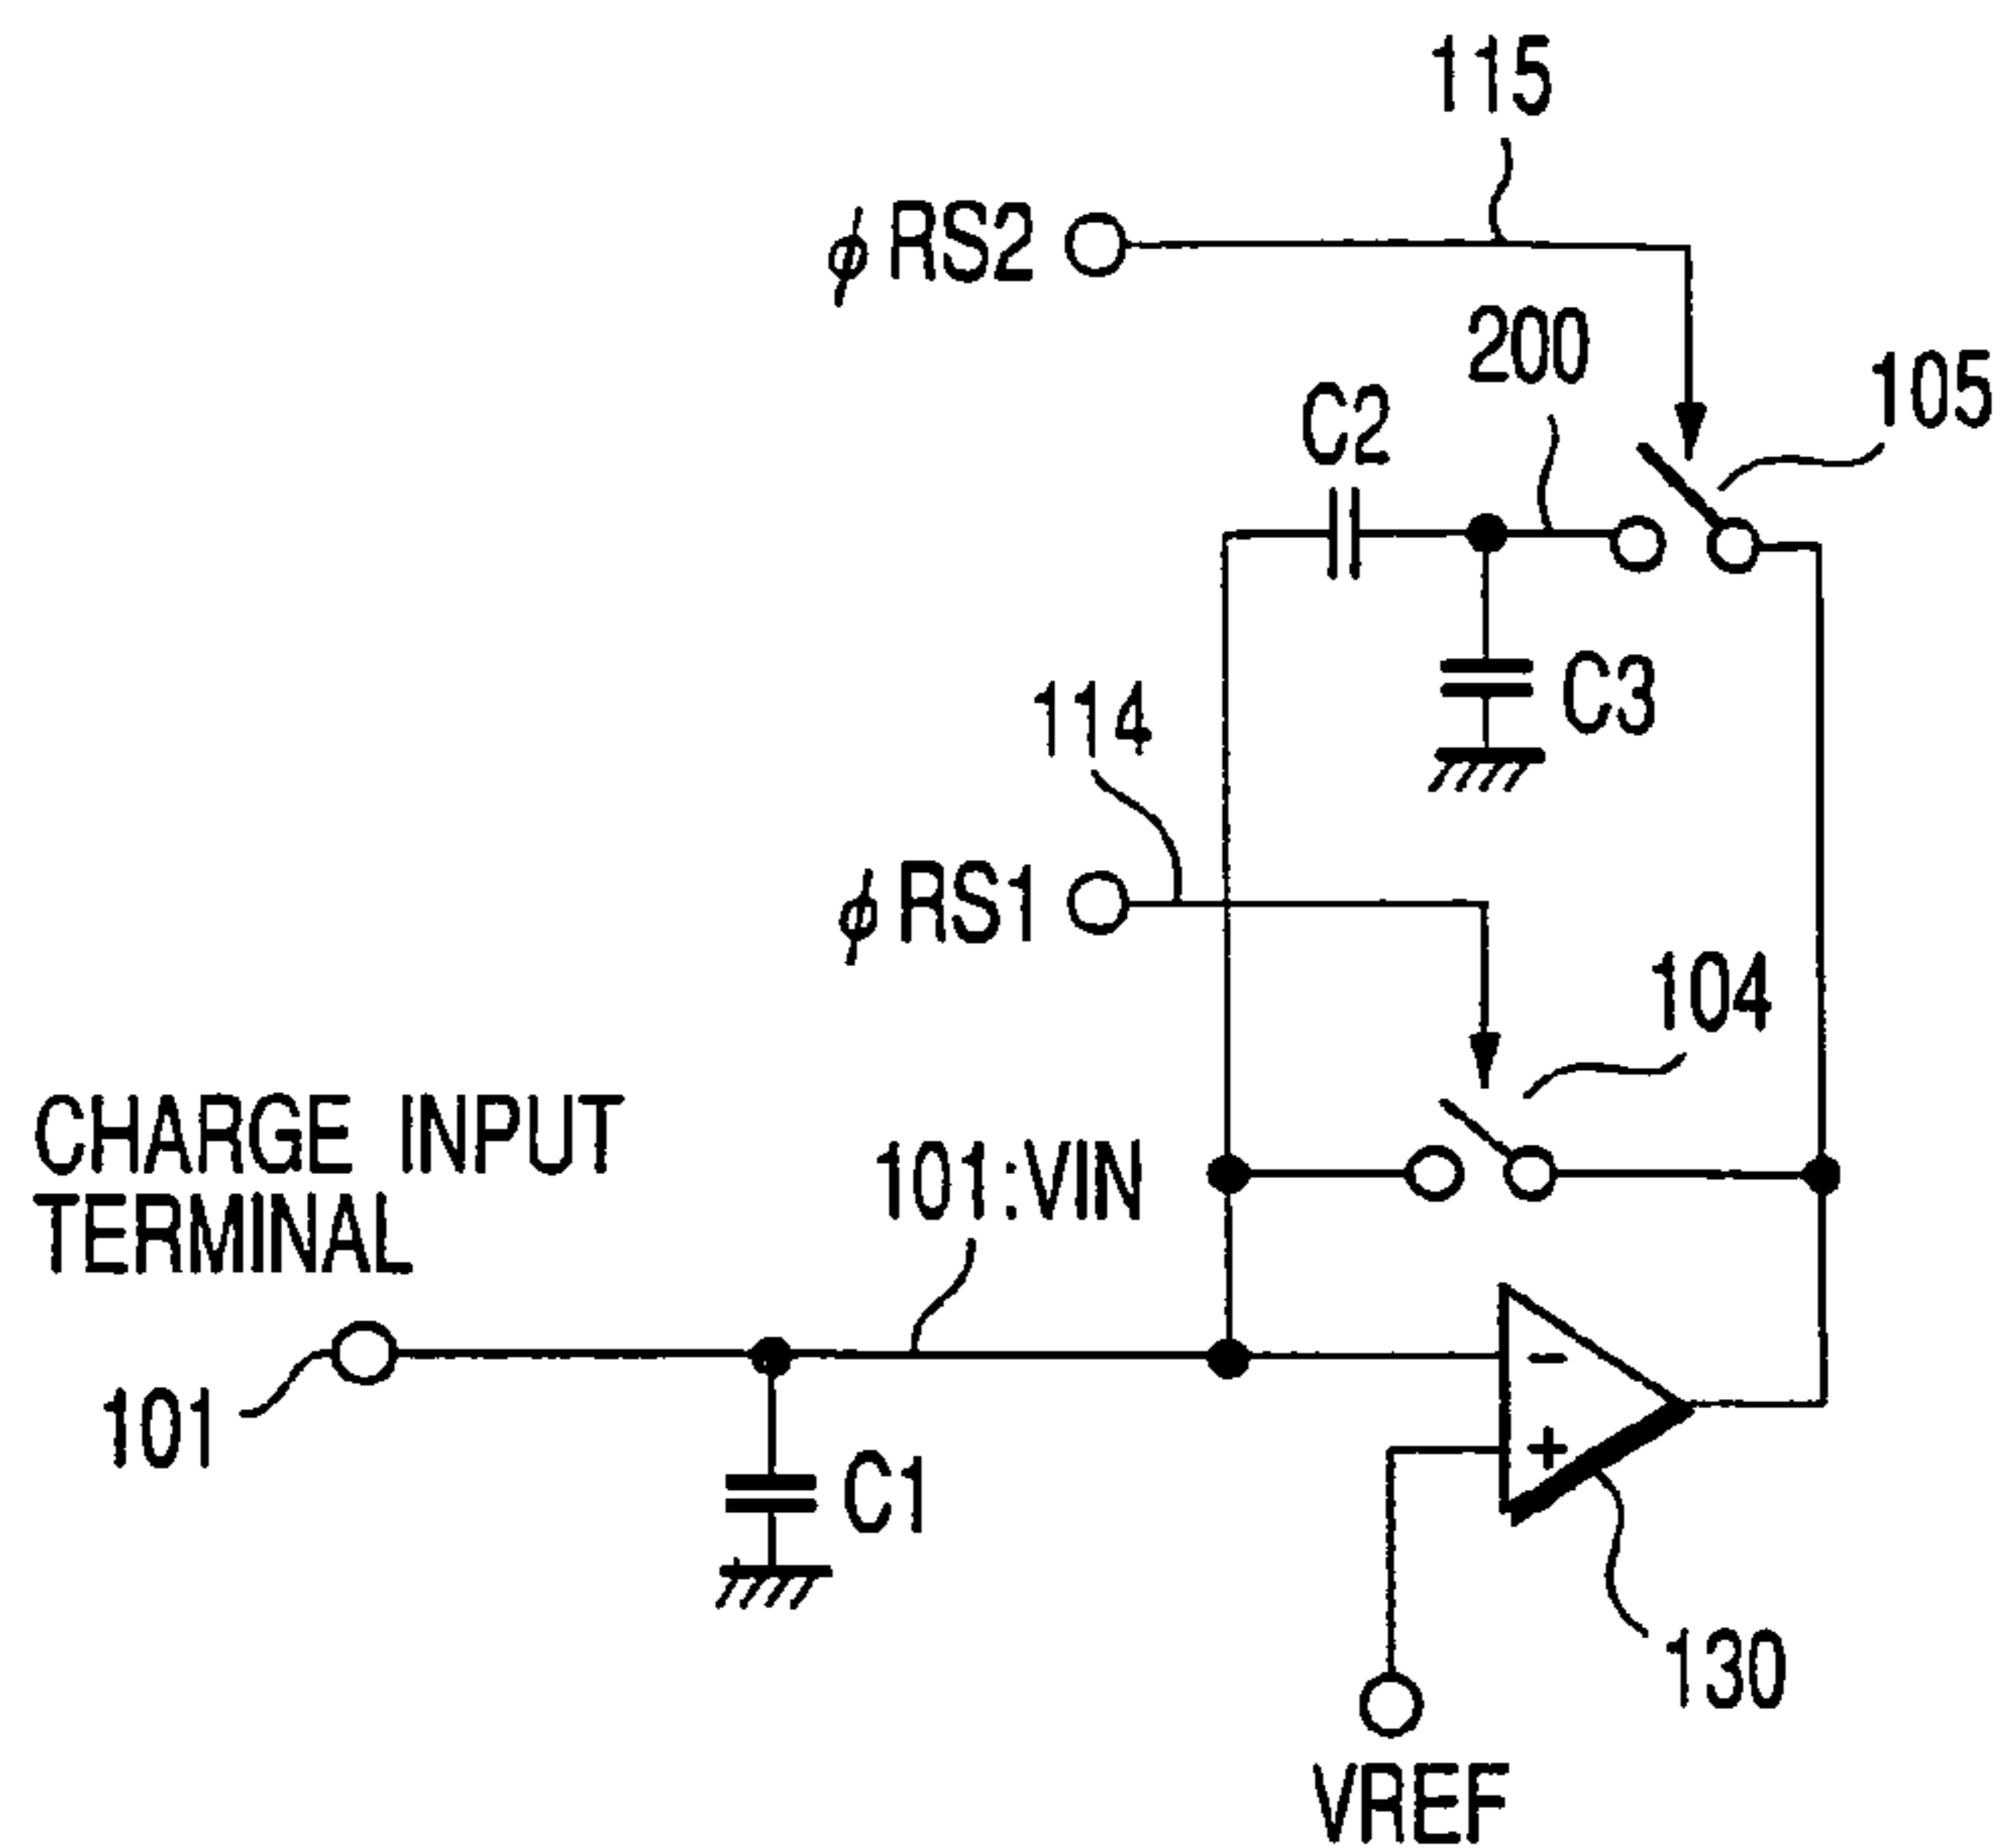 115
ϕRS2
200
105
C2
C3
114
ϕRS1
104
CHARGE INPUT
TERMINAL
101:VIN
101
C1
-
+
130
VREF